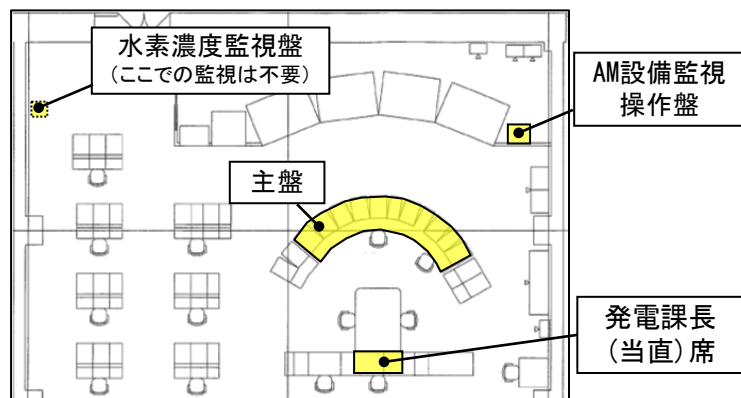 水素濃度監視盤
(ここでの監視は不要)
AM設備監視
操作盤
主盤
発電課長
(当直)席